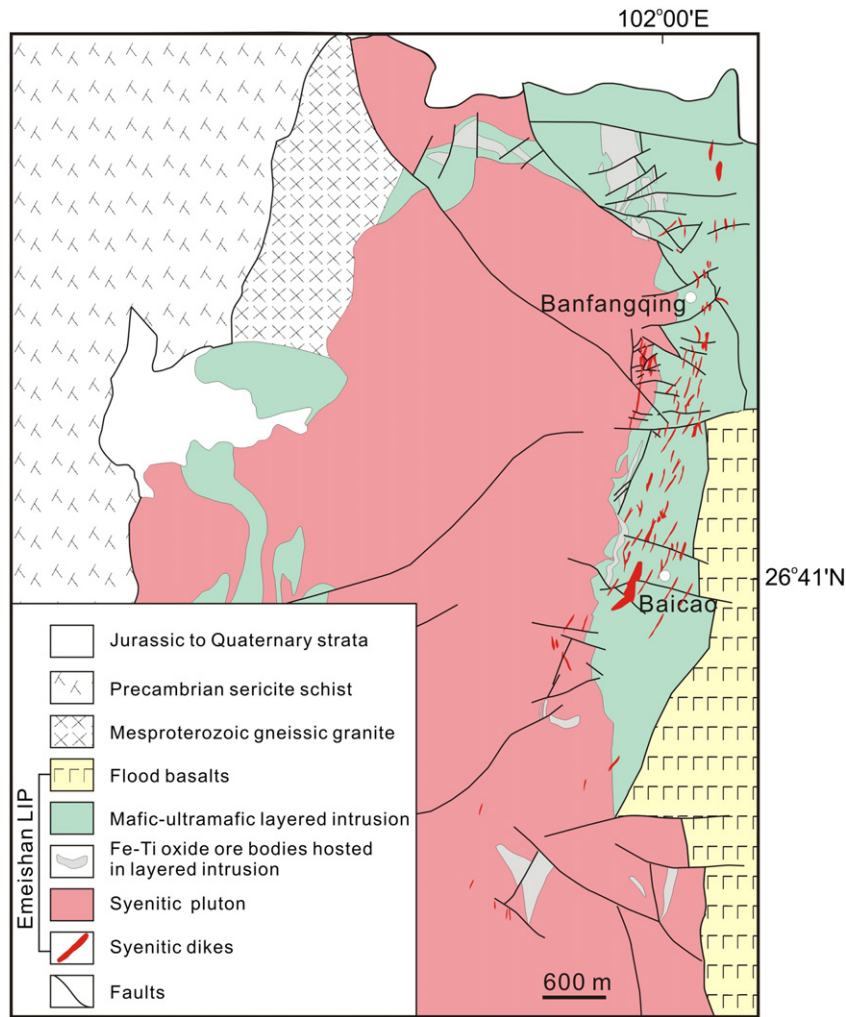 102°00'E
Banfangqing
26°41'N
Baicao
Jurassic to Quaternary strata
Precambrian sericite schist
Mesproterozoic gneissic granite
Flood basalts
Mafic-ultramafic layered intrusion
Fe-Ti oxide ore bodies hosted
in layered intrusion
Syenitic pluton
Syenitic dikes
Faults
Emeishan LIP
600 m